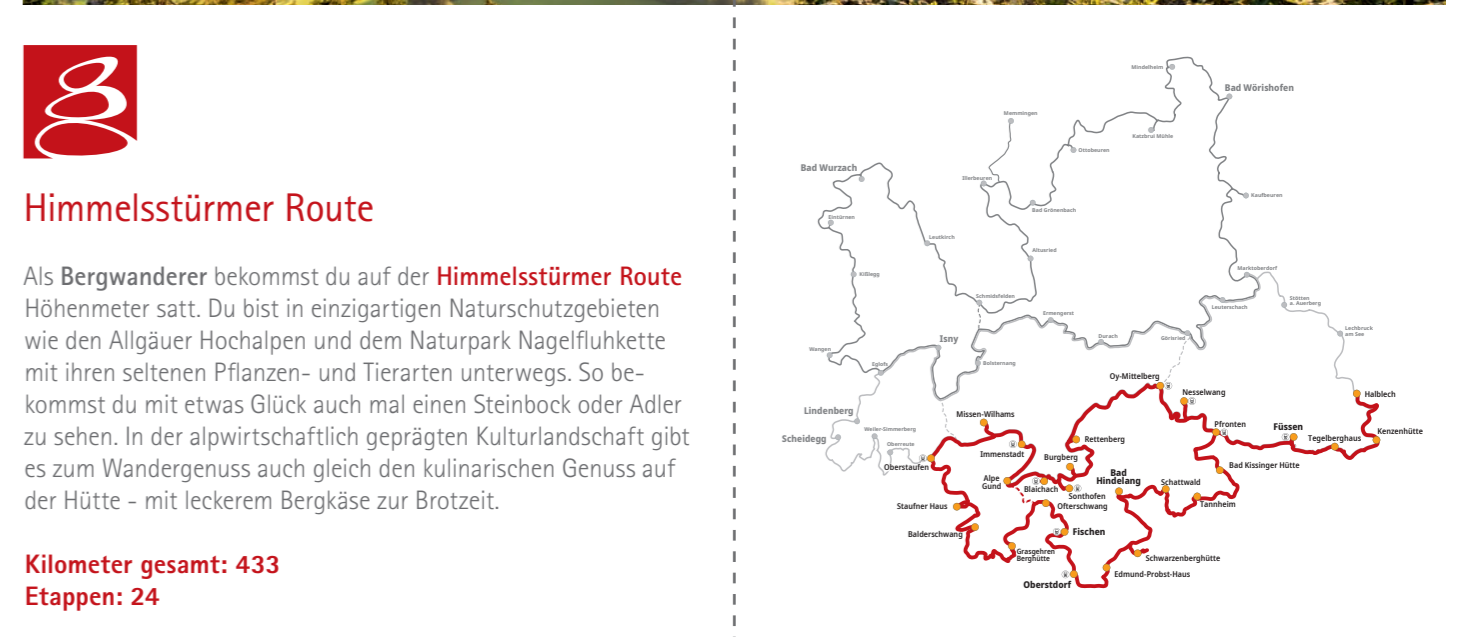 Himmelsstürmer Route
Als Bergwanderer bekommst du auf der Himmelsstürmer Route
Höhenmeter satt. Du bist in einzigartigen Naturschutzgebieten
wie den Allgäuer Hochalpen und dem Naturpark Nagelfluhkette
mit ihren seltenen Pflanzen- und Tierarten unterwegs. So be-
kommst du mit etwas Glück auch mal einen Steinbock oder Adler
zu sehen. In der alpwirtschaftlich geprägten Kulturlandschaft gibt
es zum Wandergenuss auch gleich den kulinarischen Genuss auf
der Hütte - mit leckerem Bergkäse zur Brotzeit.
Kilometer gesamt: 433
Etappen: 24
Mindelheim
Bad Wörishofen
Memmingen
Katzbrui Mühle
Ottobeuren
Bad Wurzach
Illerbeuren
Kaufbeuren
Bad Grönenbach
Eintürnen
Leutkirch
Altusried
Kißlegg
Marktoberdorf
Schmidsfelden
Stötten
a. Auerberg
Leuterschach
Ermengerst
Lechbruck
am See
Isny
Durach
Görisried
Wangen
Eglofs
Bolsternang
Oy-Mittelberg
Nesselwang
Halblech
Lindenberg
Missen-Wilhams
Weiler-Simmerberg
Scheidegg
Pfronten
Füssen
Kenzenhütte
Oberreute
Rettenberg
Tegelberghaus
Immenstadt
Burgberg
Oberstaufen
Bad Kissinger Hütte
Alpe
Gund
Blaichach
Bad
Hindelang
Schattwald
Sonthofen
Staufner Haus
Ofterschwang
Tannheim
Balderschwang
Fischen
Grasgehren
Berghütte
Schwarzenberghütte
Edmund-Probst-Haus
Oberstdorf